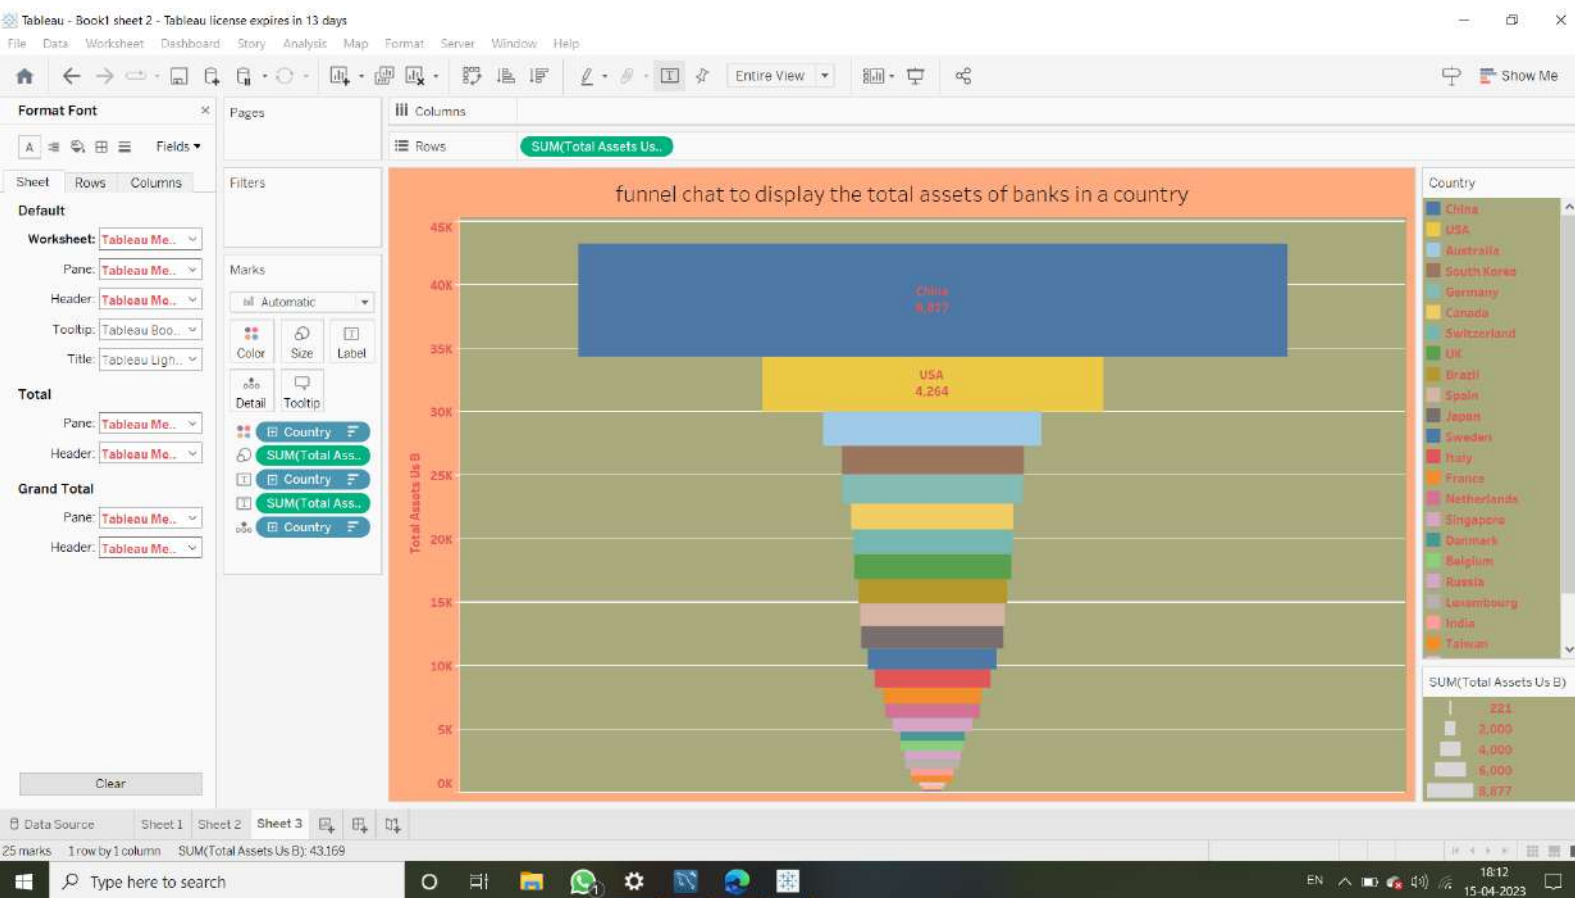 Tableau - Book1 sheet 2 - Tableau license expires in 13 days
File Data Worksheet Dashboard Story Analysis Map Format Server Window Help
Entire View
Show Me
Format Font
Fields
Sheet Rows Columns
Default
Worksheet: Tableau Me..
Pane: Tableau Me..
Header: Tableau Me..
Tooltip: Tableau Boo..
Title: Tableau Ligh..
Total
Pane: Tableau Me..
Header: Tableau Me..
Grand Total
Pane: Tableau Me..
Header: Tableau Me..
Clear
Pages
Filters
Marks
Automatic
Color Size Label
Detail Tooltip
Country
SUM(Total Ass..
Country
SUM(Total Ass..
Country
Columns
Rows SUM(Total Assets Us..
funnel chat to display the total assets of banks in a country
45K
40K
35K
30K
25K
20K
15K
10K
5K
0K
Total Assets Us B
China
8,877
USA
4,264
Country
China
USA
Australia
South Korea
Germany
Canada
Switzerland
UK
Brazil
Spain
Japan
Sweden
Italy
France
Netherlands
Singapore
Danmark
Belgium
Russia
Luxembourg
India
Taiwan
SUM(Total Assets Us B)
221
2,000
4,000
6,000
8,877
Data Source Sheet 1 Sheet 2 Sheet 3
25 marks 1 row by 1 column SUM(Total Assets Us B): 43,169
Type here to search
1
EN
18:12
15-04-2023